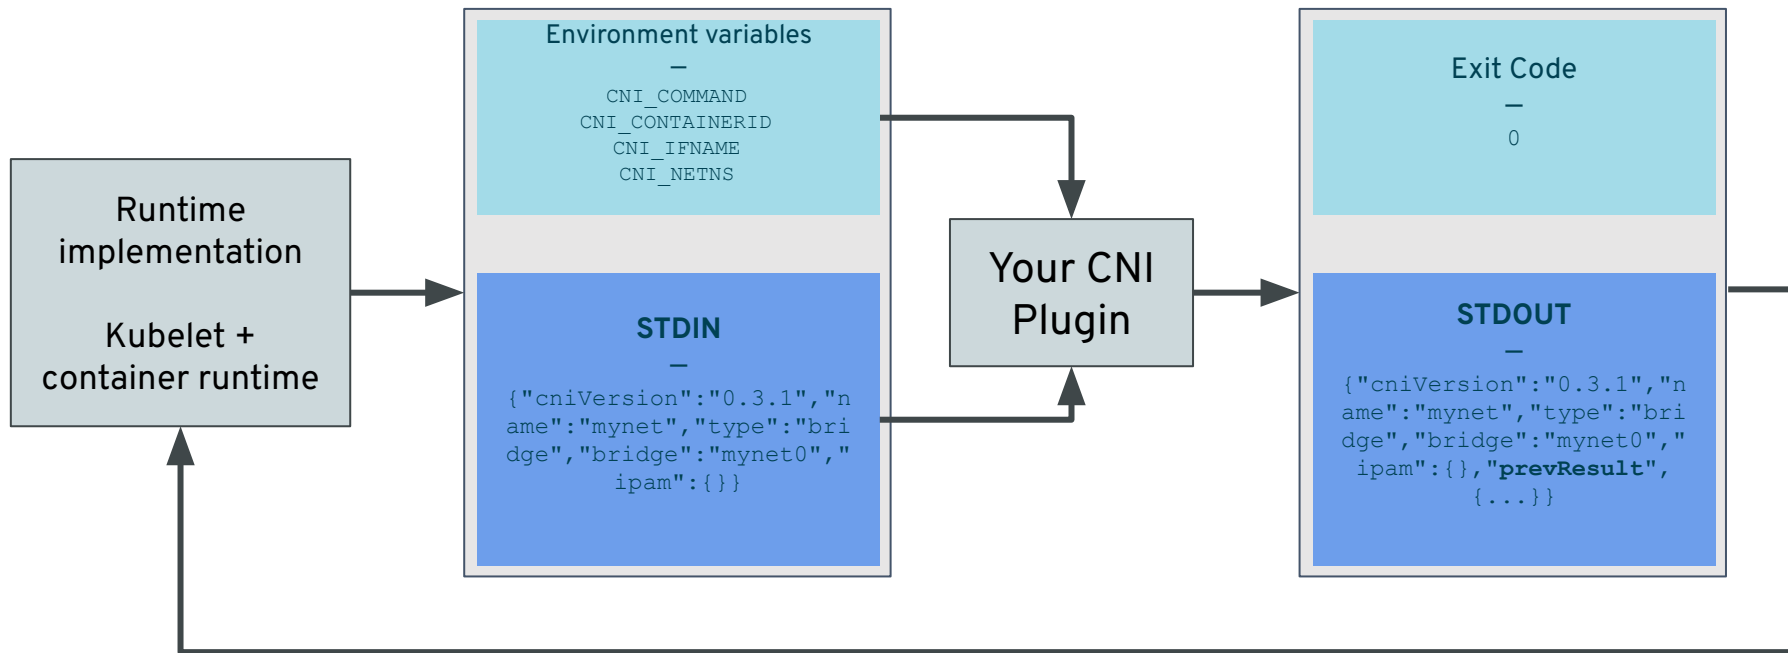 Runtime
implementation
Kubelet +
container runtime
Environment variables
—
CNI_COMMAND
CNI_CONTAINERID
CNI_IFNAME
CNI_NETNS
STDIN
—
{"cniVersion":"0.3.1","n
ame":"mynet","type":"bri
dge","bridge":"mynet0","
ipam":{}}
Your CNI
Plugin
Exit Code
—
0
STDOUT
—
{"cniVersion":"0.3.1","n
ame":"mynet","type":"bri
dge","bridge":"mynet0","
ipam":{},"prevResult",
{...}}